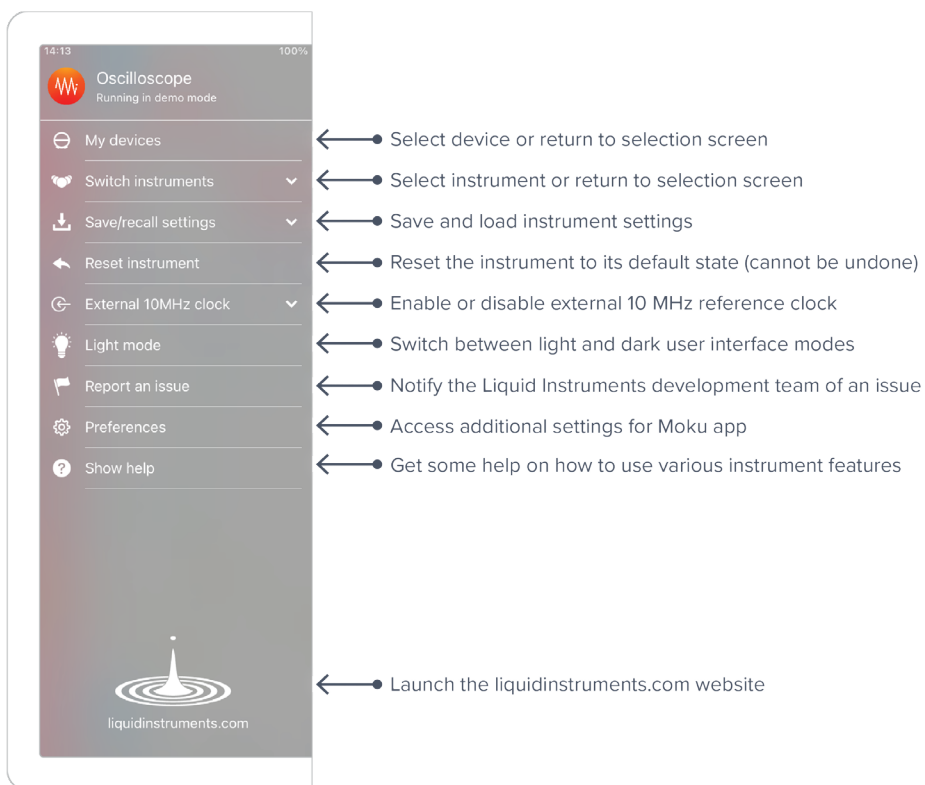 14:13 100%
Oscilloscope
Running in demo mode
My devices
Select device or return to selection screen
Switch instruments
Select instrument or return to selection screen
Save/recall settings
Save and load instrument settings
Reset instrument
Reset the instrument to its default state (cannot be undone)
External 10MHz clock
Enable or disable external 10 MHz reference clock
Light mode
Switch between light and dark user interface modes
Report an issue
Notify the Liquid Instruments development team of an issue
Preferences
Access additional settings for Moku app
Show help
Get some help on how to use various instrument features
Launch the liquidinstruments.com website
liquidinstruments.com